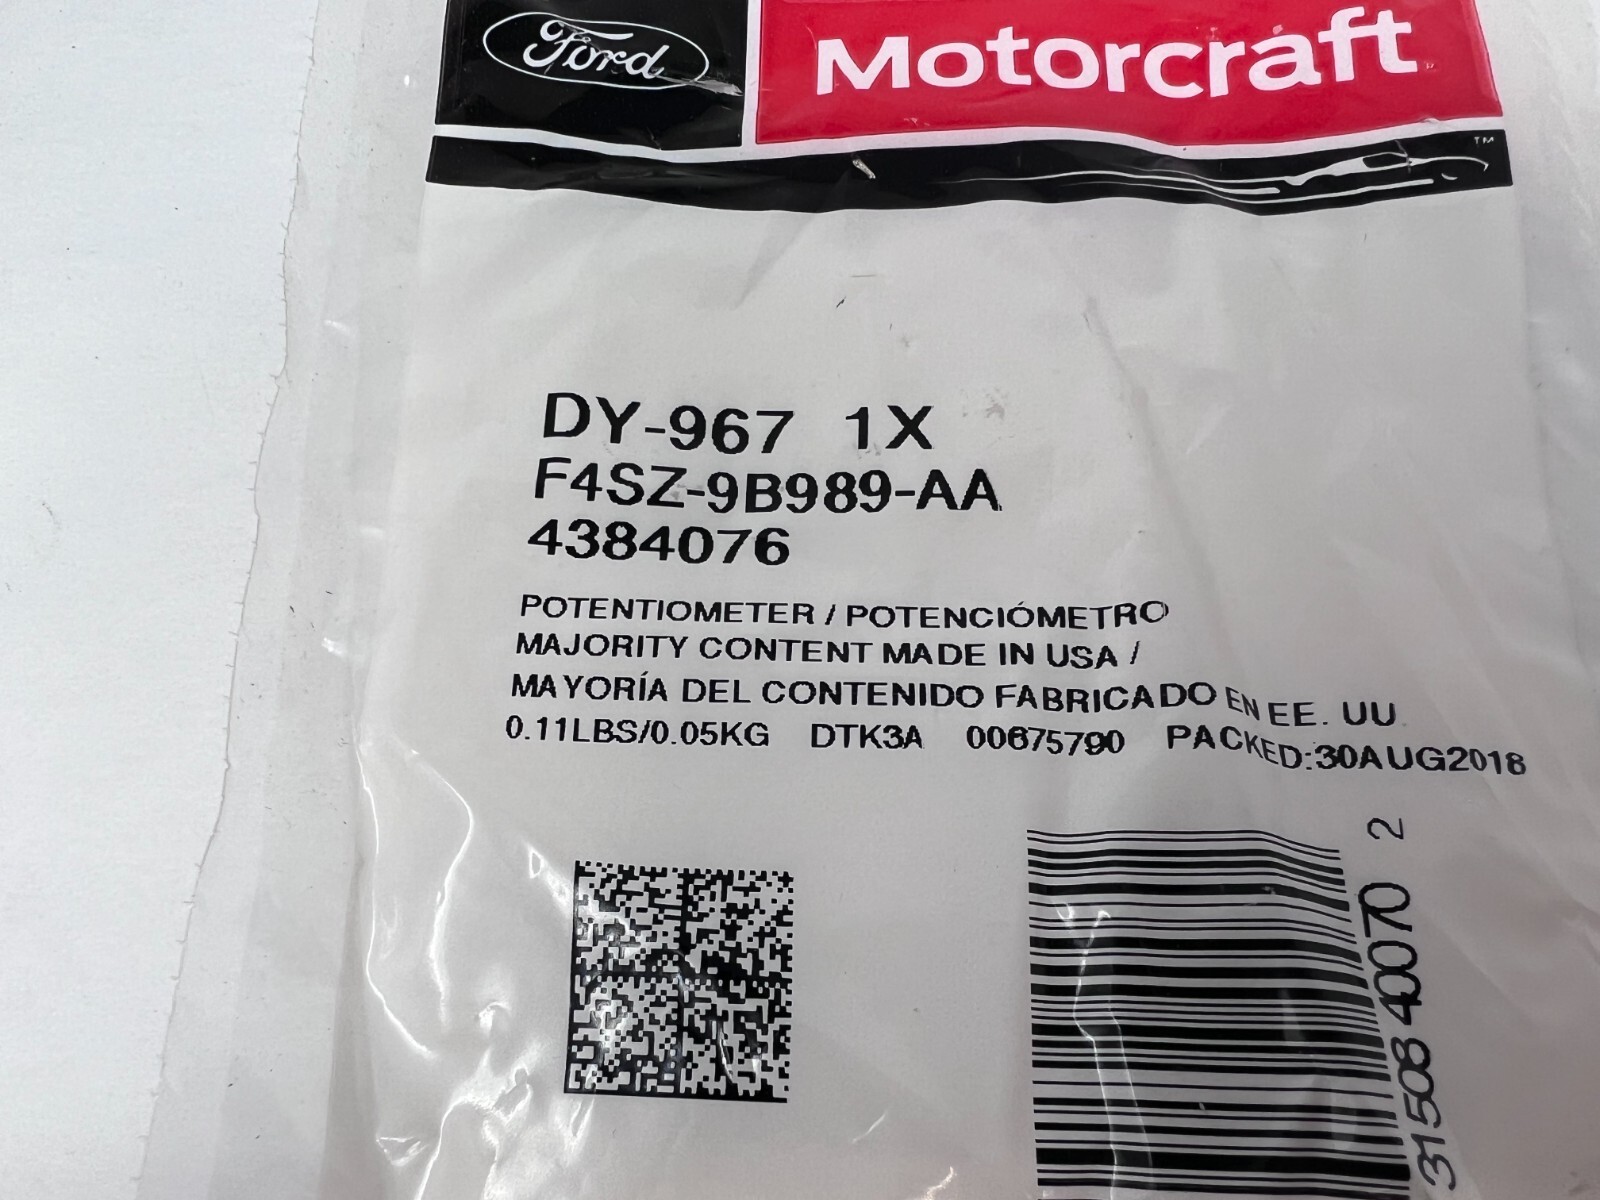 Ford Motorcraft
TM
DY-967 1X
F4SZ-9B989-AA
4384076
POTENTIOMETER / POTENCIÓMETRO
MAJORITY CONTENT MADE IN USA /
MAYORÍA DEL CONTENIDO FABRICADO EN EE. UU
0.11LBS/0.05KG DTK3A 00675790 PACKED:30AUG2018
31508 40070 2